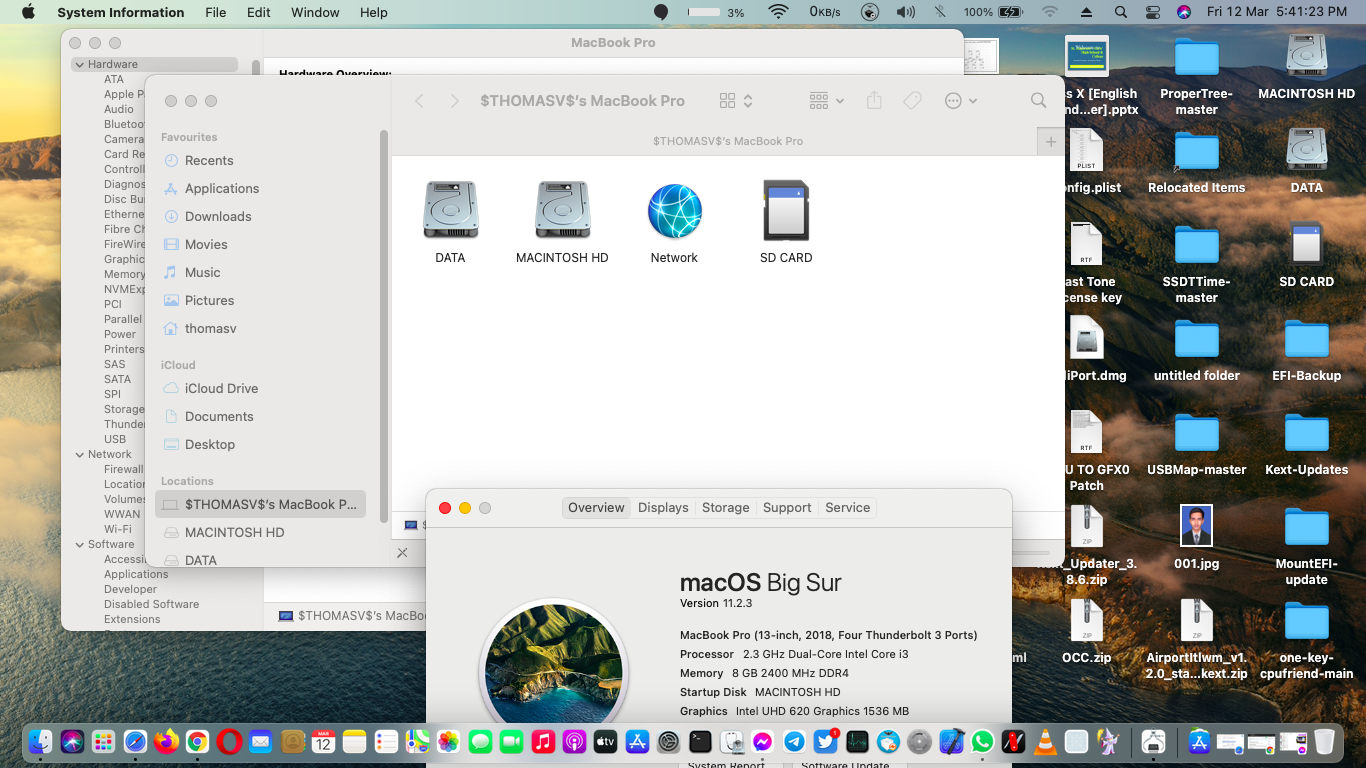 System Information File Edit Window Help 3% 0KB/s 100% Fri 12 Mar 5:41:23 PM
MacBook Pro
Hardware
Hardware Overview:
ATA
Apple P
Audio
Bluetoo
Camera
Card Re
Controll
Diagnos
Disc Bu
Etherne
Fibre Ch
FireWire
Graphic
Memory
NVMExp
PCI
Parallel
Power
Printers
SAS
SATA
SPI
Storage
Thunder
USB
Network
Firewall
Location
Volumes
WWAN
Wi-Fi
Software
Accessi
Applications
Developer
Disabled Software
Extensions
$THOMASV$'s MacBoo
$THOMASV$'s MacBook Pro
$THOMASV$'s MacBook Pro
Favourites
Recents
Applications
Downloads
Movies
Music
Pictures
thomasv
iCloud
iCloud Drive
Documents
Desktop
Locations
$THOMASV$'s MacBook P...
MACINTOSH HD
DATA
DATA
MACINTOSH HD
Network
SD CARD
Overview Displays Storage Support Service
macOS Big Sur
Version 11.2.3
MacBook Pro (13-inch, 2018, Four Thunderbolt 3 Ports)
Processor 2.3 GHz Dual-Core Intel Core i3
Memory 8 GB 2400 MHz DDR4
Startup Disk MACINTOSH HD
Graphics Intel UHD 620 Graphics 1536 MB
System Report...
Software Update...
s X [English
nd...er].pptx
ProperTree-
master
MACINTOSH HD
PLIST
onfig.plist
Relocated Items
DATA
RTF
ast Tone
cense key
SSDTTime-
master
SD CARD
liPort.dmg
untitled folder
EFI-Backup
RTF
U TO GFX0
Patch
USBMap-master
Kext-Updates
ZIP
_Updater_3.
8.6.zip
001.jpg
MountEFI-
update
ml
ZIP
OCC.zip
ZIP
AirportItlwm_v1.
2.0_sta...kext.zip
one-key-
cpufriend-main
MAR
12
tv
1